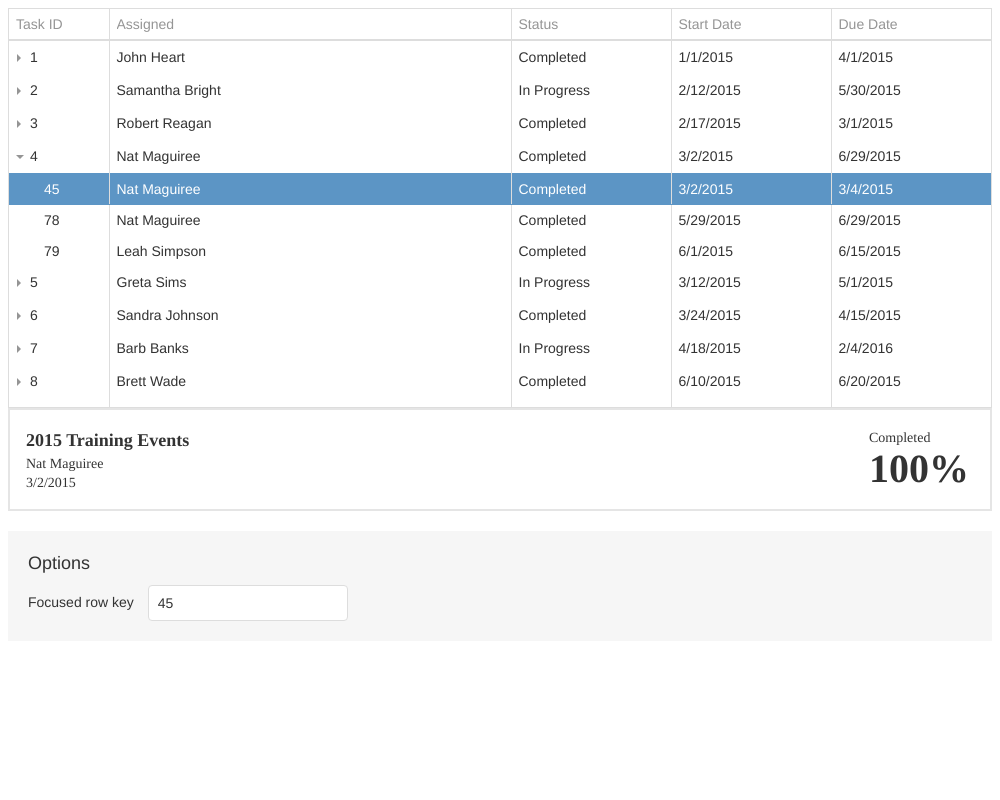 Task ID Assigned Status Start Date Due Date
1 John Heart Completed 1/1/2015 4/1/2015
2 Samantha Bright In Progress 2/12/2015 5/30/2015
3 Robert Reagan Completed 2/17/2015 3/1/2015
4 Nat Maguiree Completed 3/2/2015 6/29/2015
45 Nat Maguiree Completed 3/2/2015 3/4/2015
78 Nat Maguiree Completed 5/29/2015 6/29/2015
79 Leah Simpson Completed 6/1/2015 6/15/2015
5 Greta Sims In Progress 3/12/2015 5/1/2015
6 Sandra Johnson Completed 3/24/2015 4/15/2015
7 Barb Banks In Progress 4/18/2015 2/4/2016
8 Brett Wade Completed 6/10/2015 6/20/2015
2015 Training Events
Nat Maguiree
3/2/2015
Completed
100%
Options
Focused row key 45